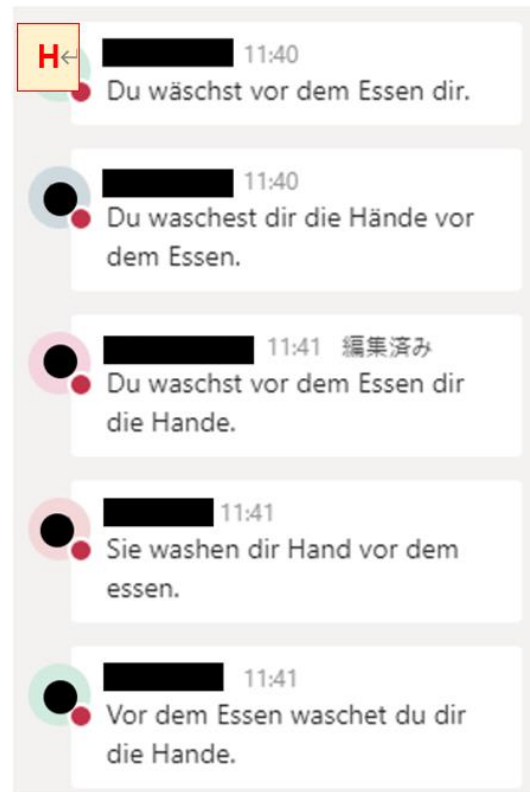 H↵
11:40
Du wäschst vor dem Essen dir.
11:40
Du waschest dir die Hände vor
dem Essen.
11:41 編集済み
Du waschst vor dem Essen dir
die Hande.
11:41
Sie washen dir Hand vor dem
essen.
11:41
Vor dem Essen waschet du dir
die Hande.